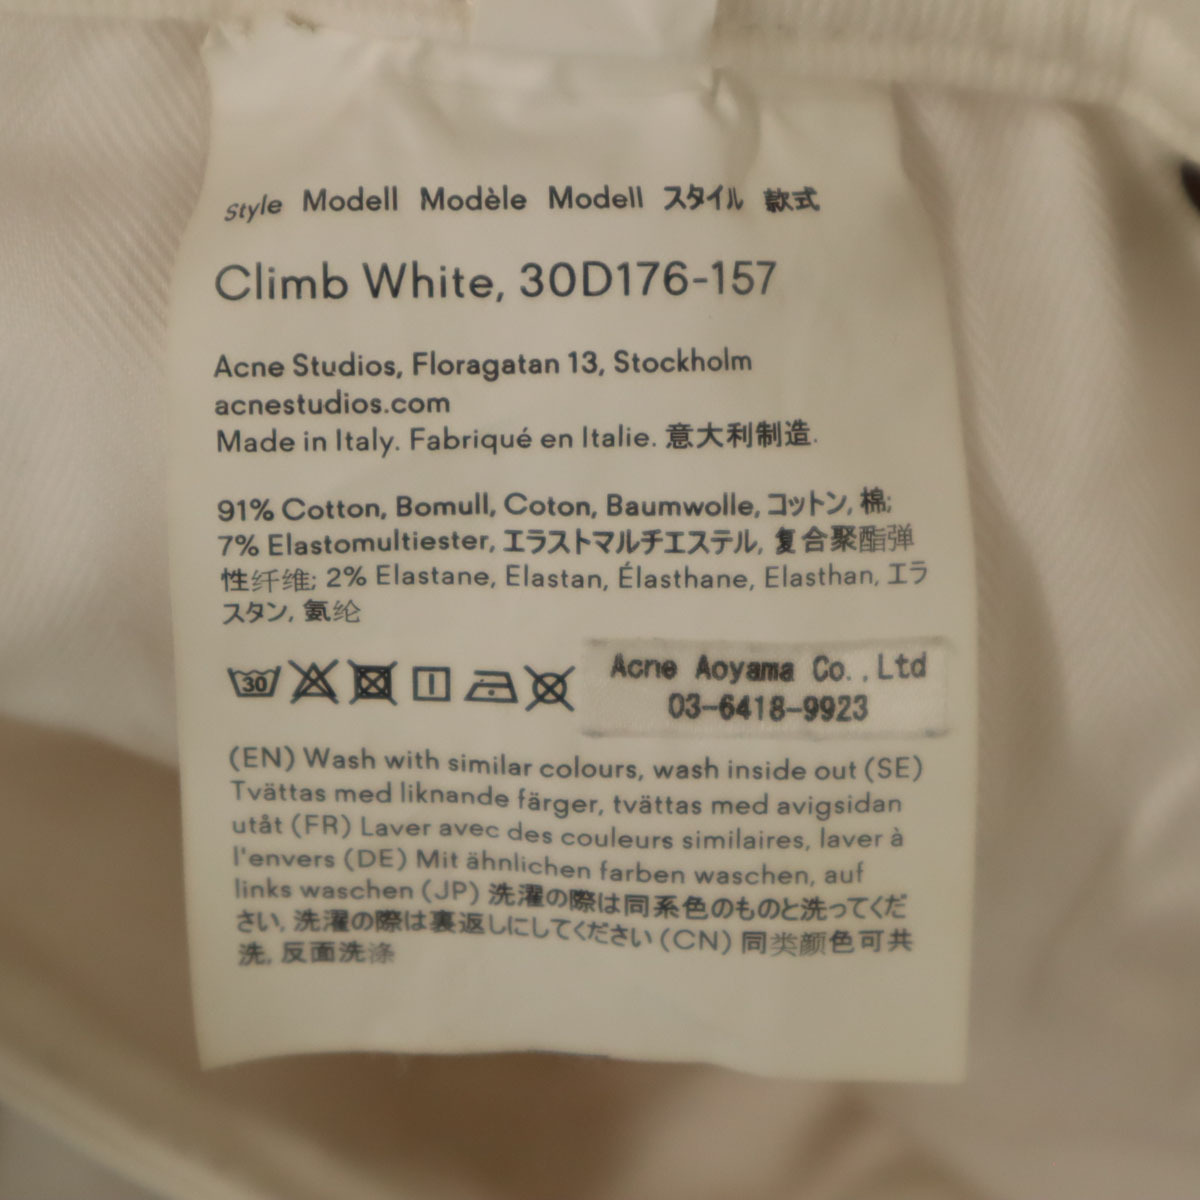 Style Modell Modèle Modell スタイル 款式
Climb White, 30D176-157
Acne Studios, Floragatan 13, Stockholm
acnestudios.com
Made in Italy. Fabriqué en Italie. 意大利制造.
91% Cotton, Bomull, Coton, Baumwolle, コットン, 棉;
7% Elastomultiester, エラストマルチエステル, 复合聚酯弹
性纤维; 2% Elastane, Elastan, Élasthane, Elasthan, エラ
スタン, 氨纶
30
Acne Aoyama Co.,Ltd
03-6418-9923
(EN) Wash with similar colours, wash inside out (SE)
Tvättas med liknande färger, tvättas med avigsidan
utåt (FR) Laver avec des couleurs similaires, laver à
l'envers (DE) Mit ähnlichen farben waschen, auf
links waschen (JP) 洗濯の際は同系色のものと洗ってくだ
さい, 洗濯の際は裏返しにしてください (CN) 同类颜色可共
洗, 反面洗涤